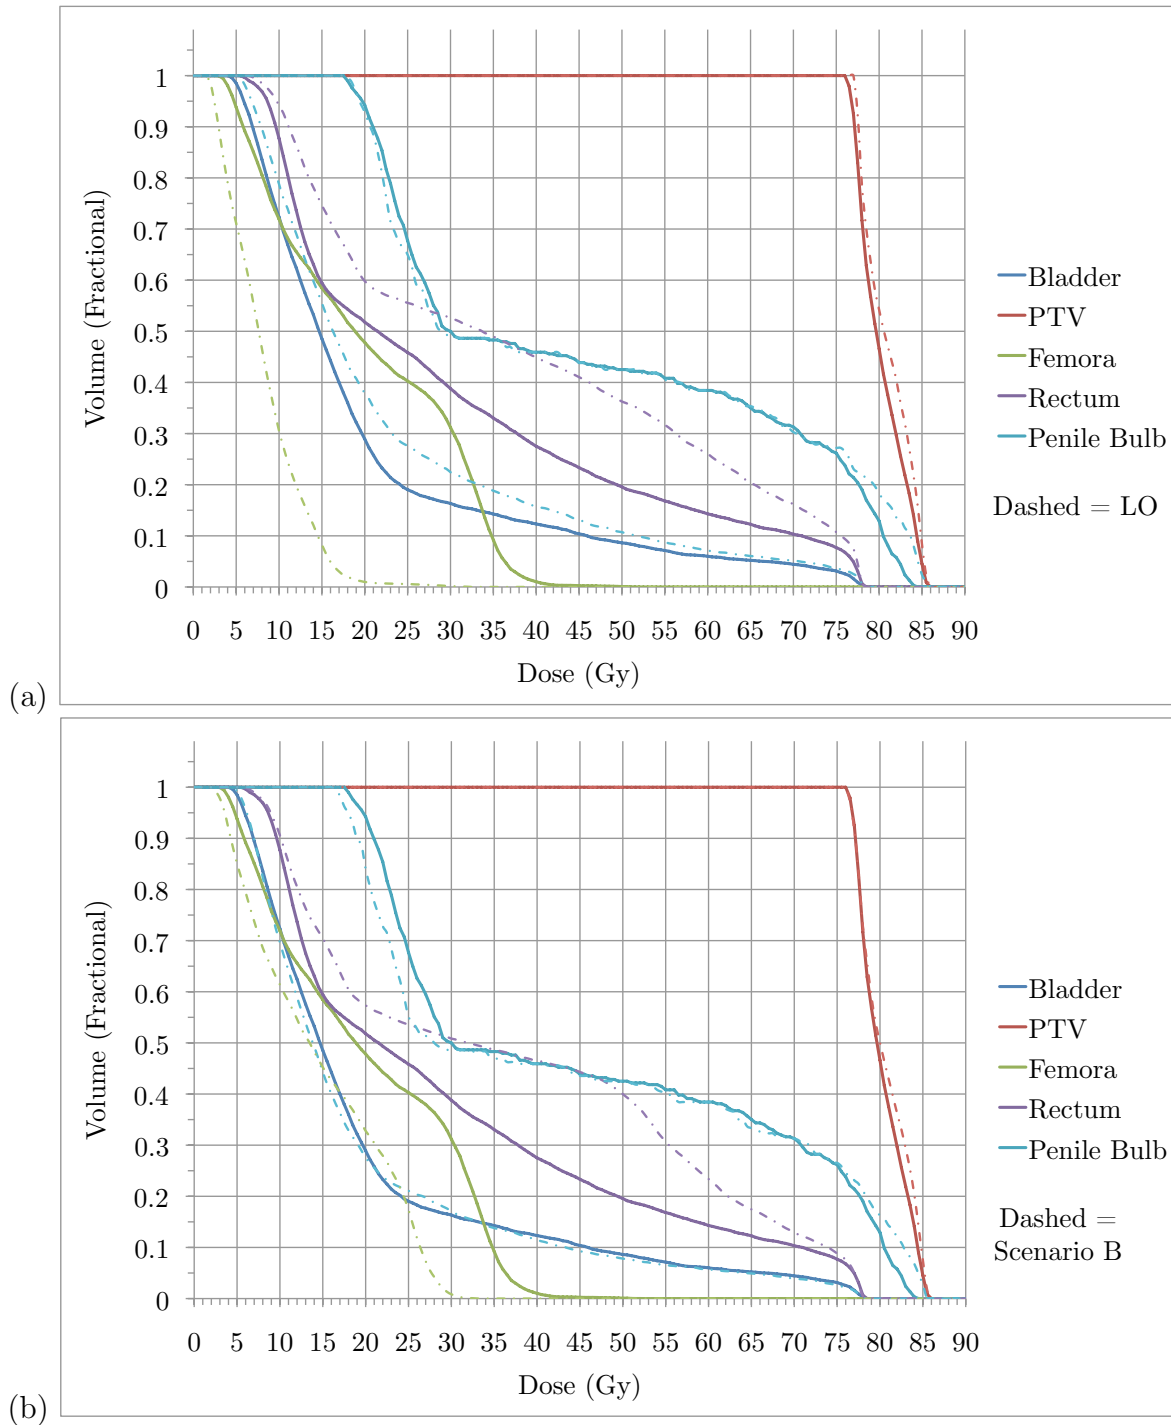 1
0.9
0.8
0.7
0.6
0.5
0.4
0.3
0.2
0.1
0
Volume (Fractional)
0 5 10 15 20 25 30 35 40 45 50 55 60 65 70 75 80 85 90
Dose (Gy)
Bladder
PTV
Femora
Rectum
Penile Bulb
Dashed = LO
(a)
1
0.9
0.8
0.7
0.6
0.5
0.4
0.3
0.2
0.1
0
Volume (Fractional)
0 5 10 15 20 25 30 35 40 45 50 55 60 65 70 75 80 85 90
Dose (Gy)
Bladder
PTV
Femora
Rectum
Penile Bulb
Dashed =
Scenario B
(b)